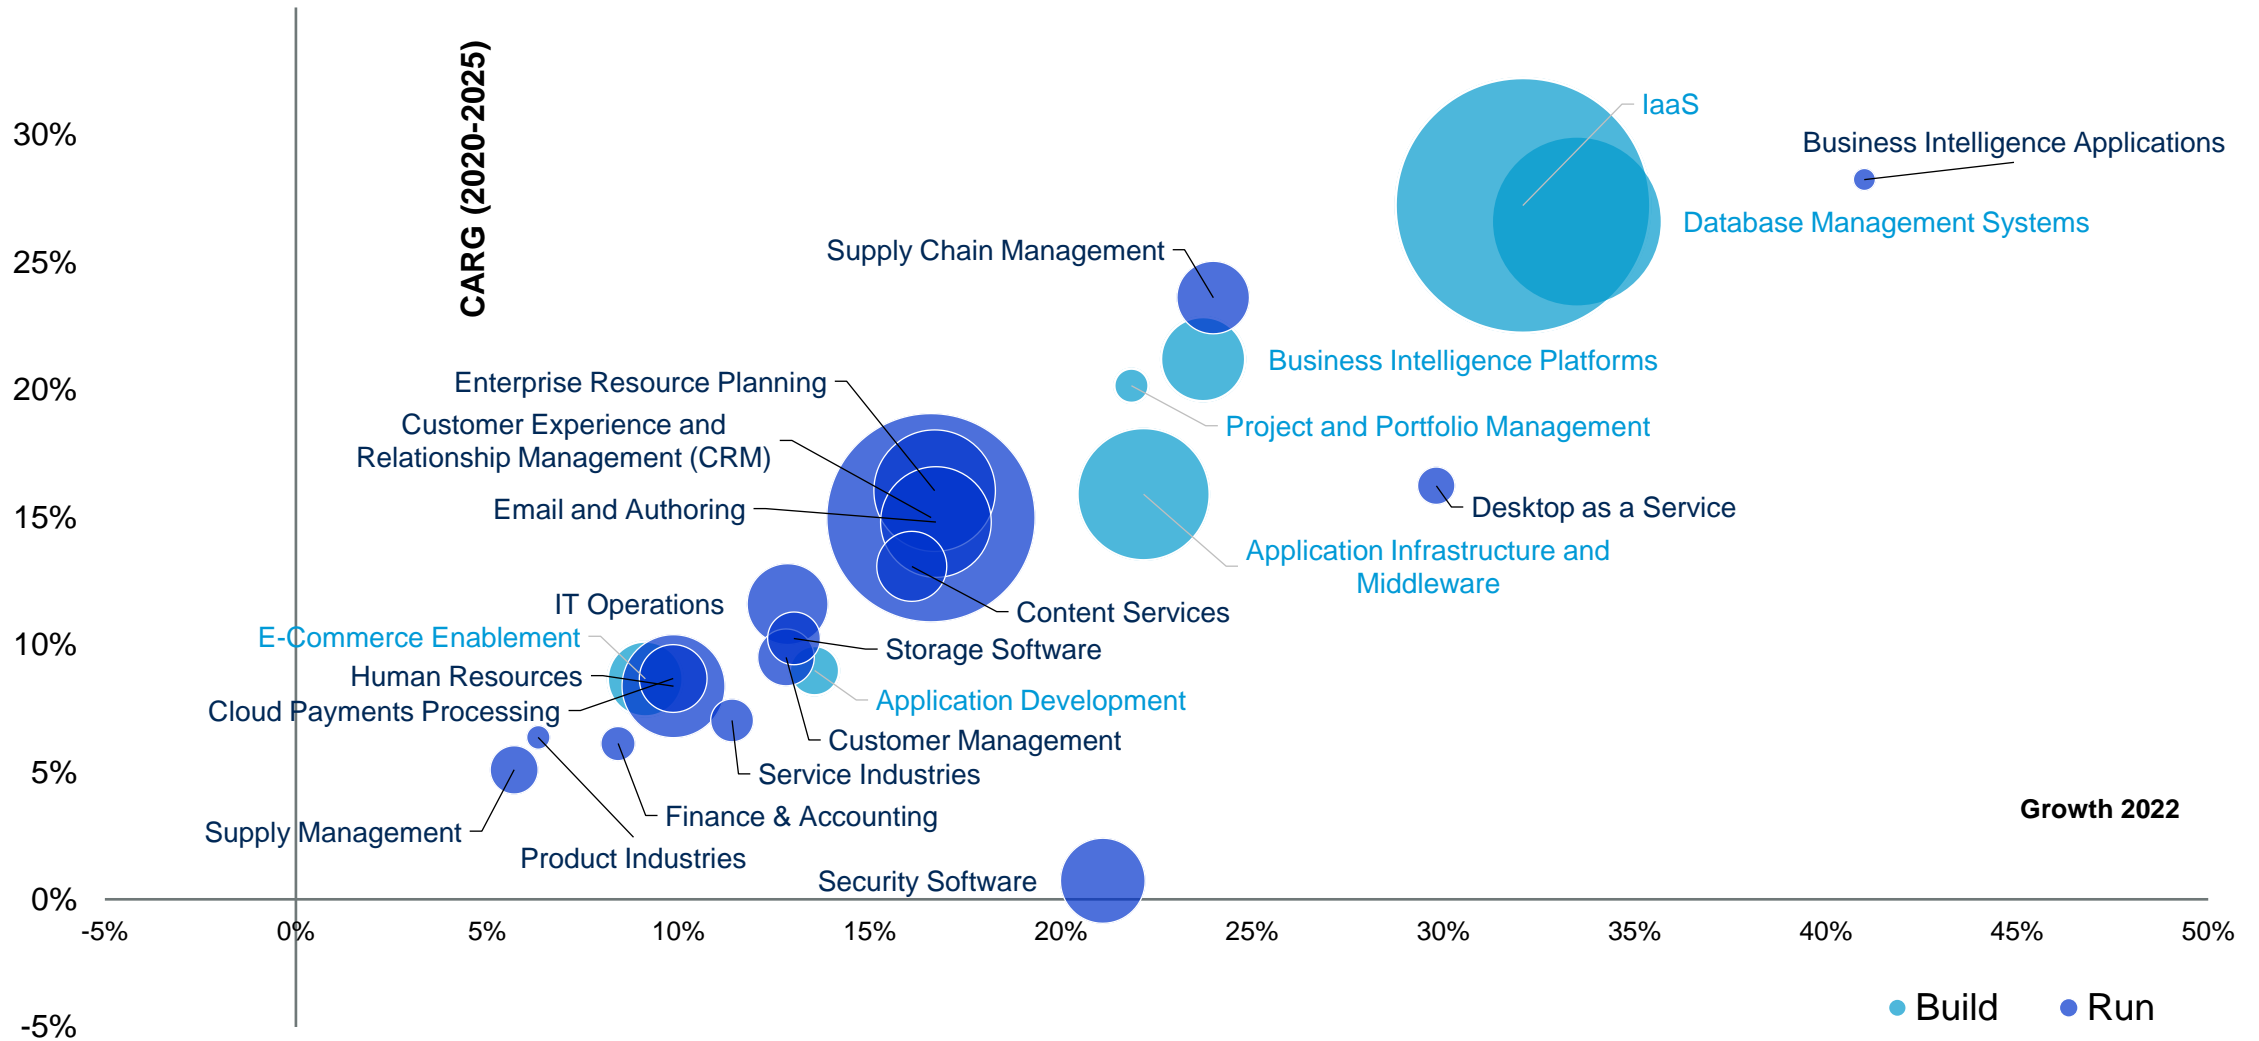 CARG (2020-2025)
30%
25%
20%
15%
10%
5%
0%
-5%
IaaS
Business Intelligence Applications
Database Management Systems
Supply Chain Management
Business Intelligence Platforms
Enterprise Resource Planning
Customer Experience and
Relationship Management (CRM)
Project and Portfolio Management
Email and Authoring
Desktop as a Service
Application Infrastructure and
Middleware
IT Operations
Content Services
E-Commerce Enablement
Storage Software
Human Resources
Application Development
Cloud Payments Processing
Customer Management
Service Industries
Finance & Accounting
Supply Management
Product Industries
Security Software
Growth 2022
-5%
0%
5%
10%
15%
20%
25%
30%
35%
40%
45%
50%
Build
Run